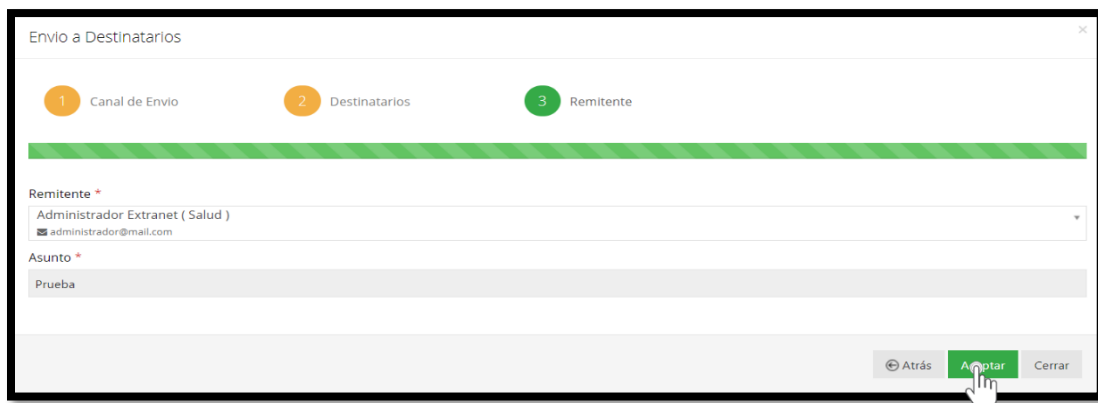 Envio a Destinatarios
×
1 Canal de Envio 2 Destinatarios 3 Remitente
Remitente *
Administrador Extranet ( Salud )
administrador@mail.com
Asunto *
Prueba
Atrás Aceptar Cerrar